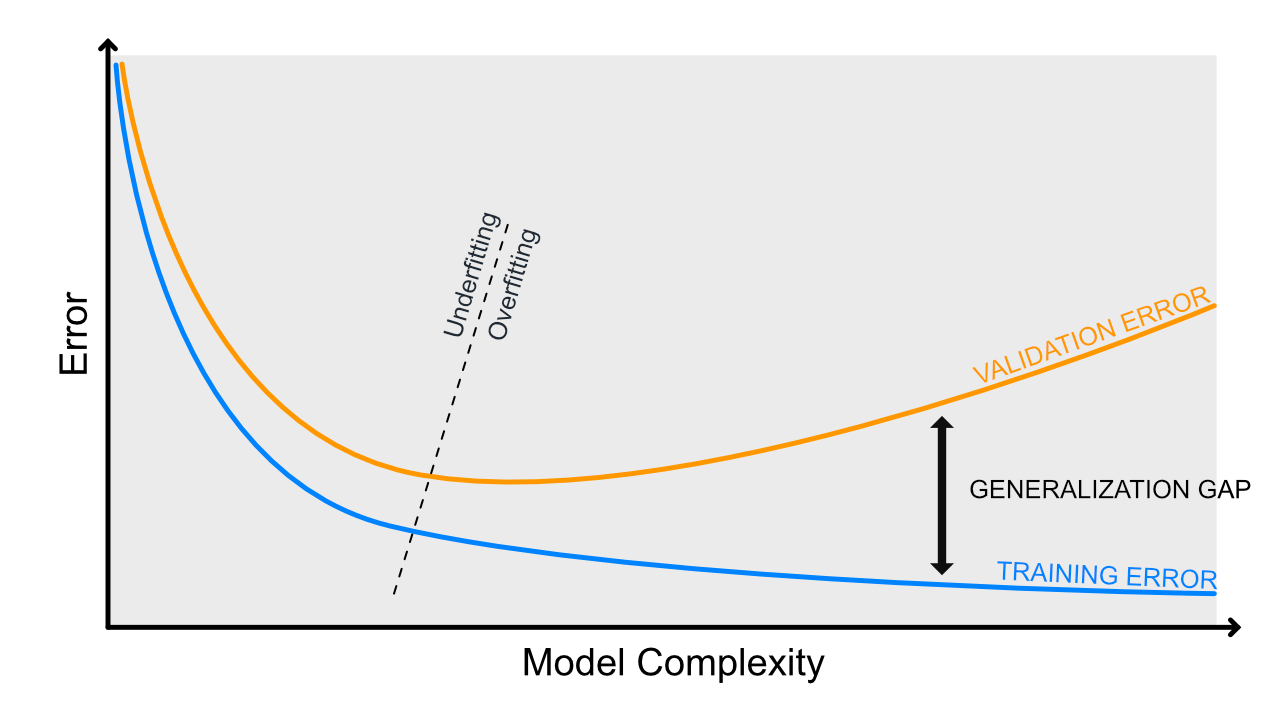 Underfitting
Overfitting
Error
VALIDATION ERROR
GENERALIZATION GAP
TRAINING ERROR
Model Complexity